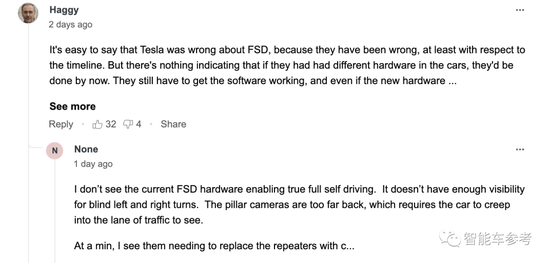 Haggy
2 days ago
It's easy to say that Tesla was wrong about FSD, because they have been wrong, at least with respect to
the timeline. But there's nothing indicating that if they had had different hardware in the cars, they'd be
done by now. They still have to get the software working, and even if the new hardware ...
See more
Reply · 32 4 · Share
N None
1 day ago
I don't see the current FSD hardware enabling true full self driving. It doesn't have enough visibility
for blind left and right turns. The pillar cameras are too far back, which requires the car to creep
into the lane of traffic to see.
At a min, I see them needing to replace the repeaters with c...
智能车参考